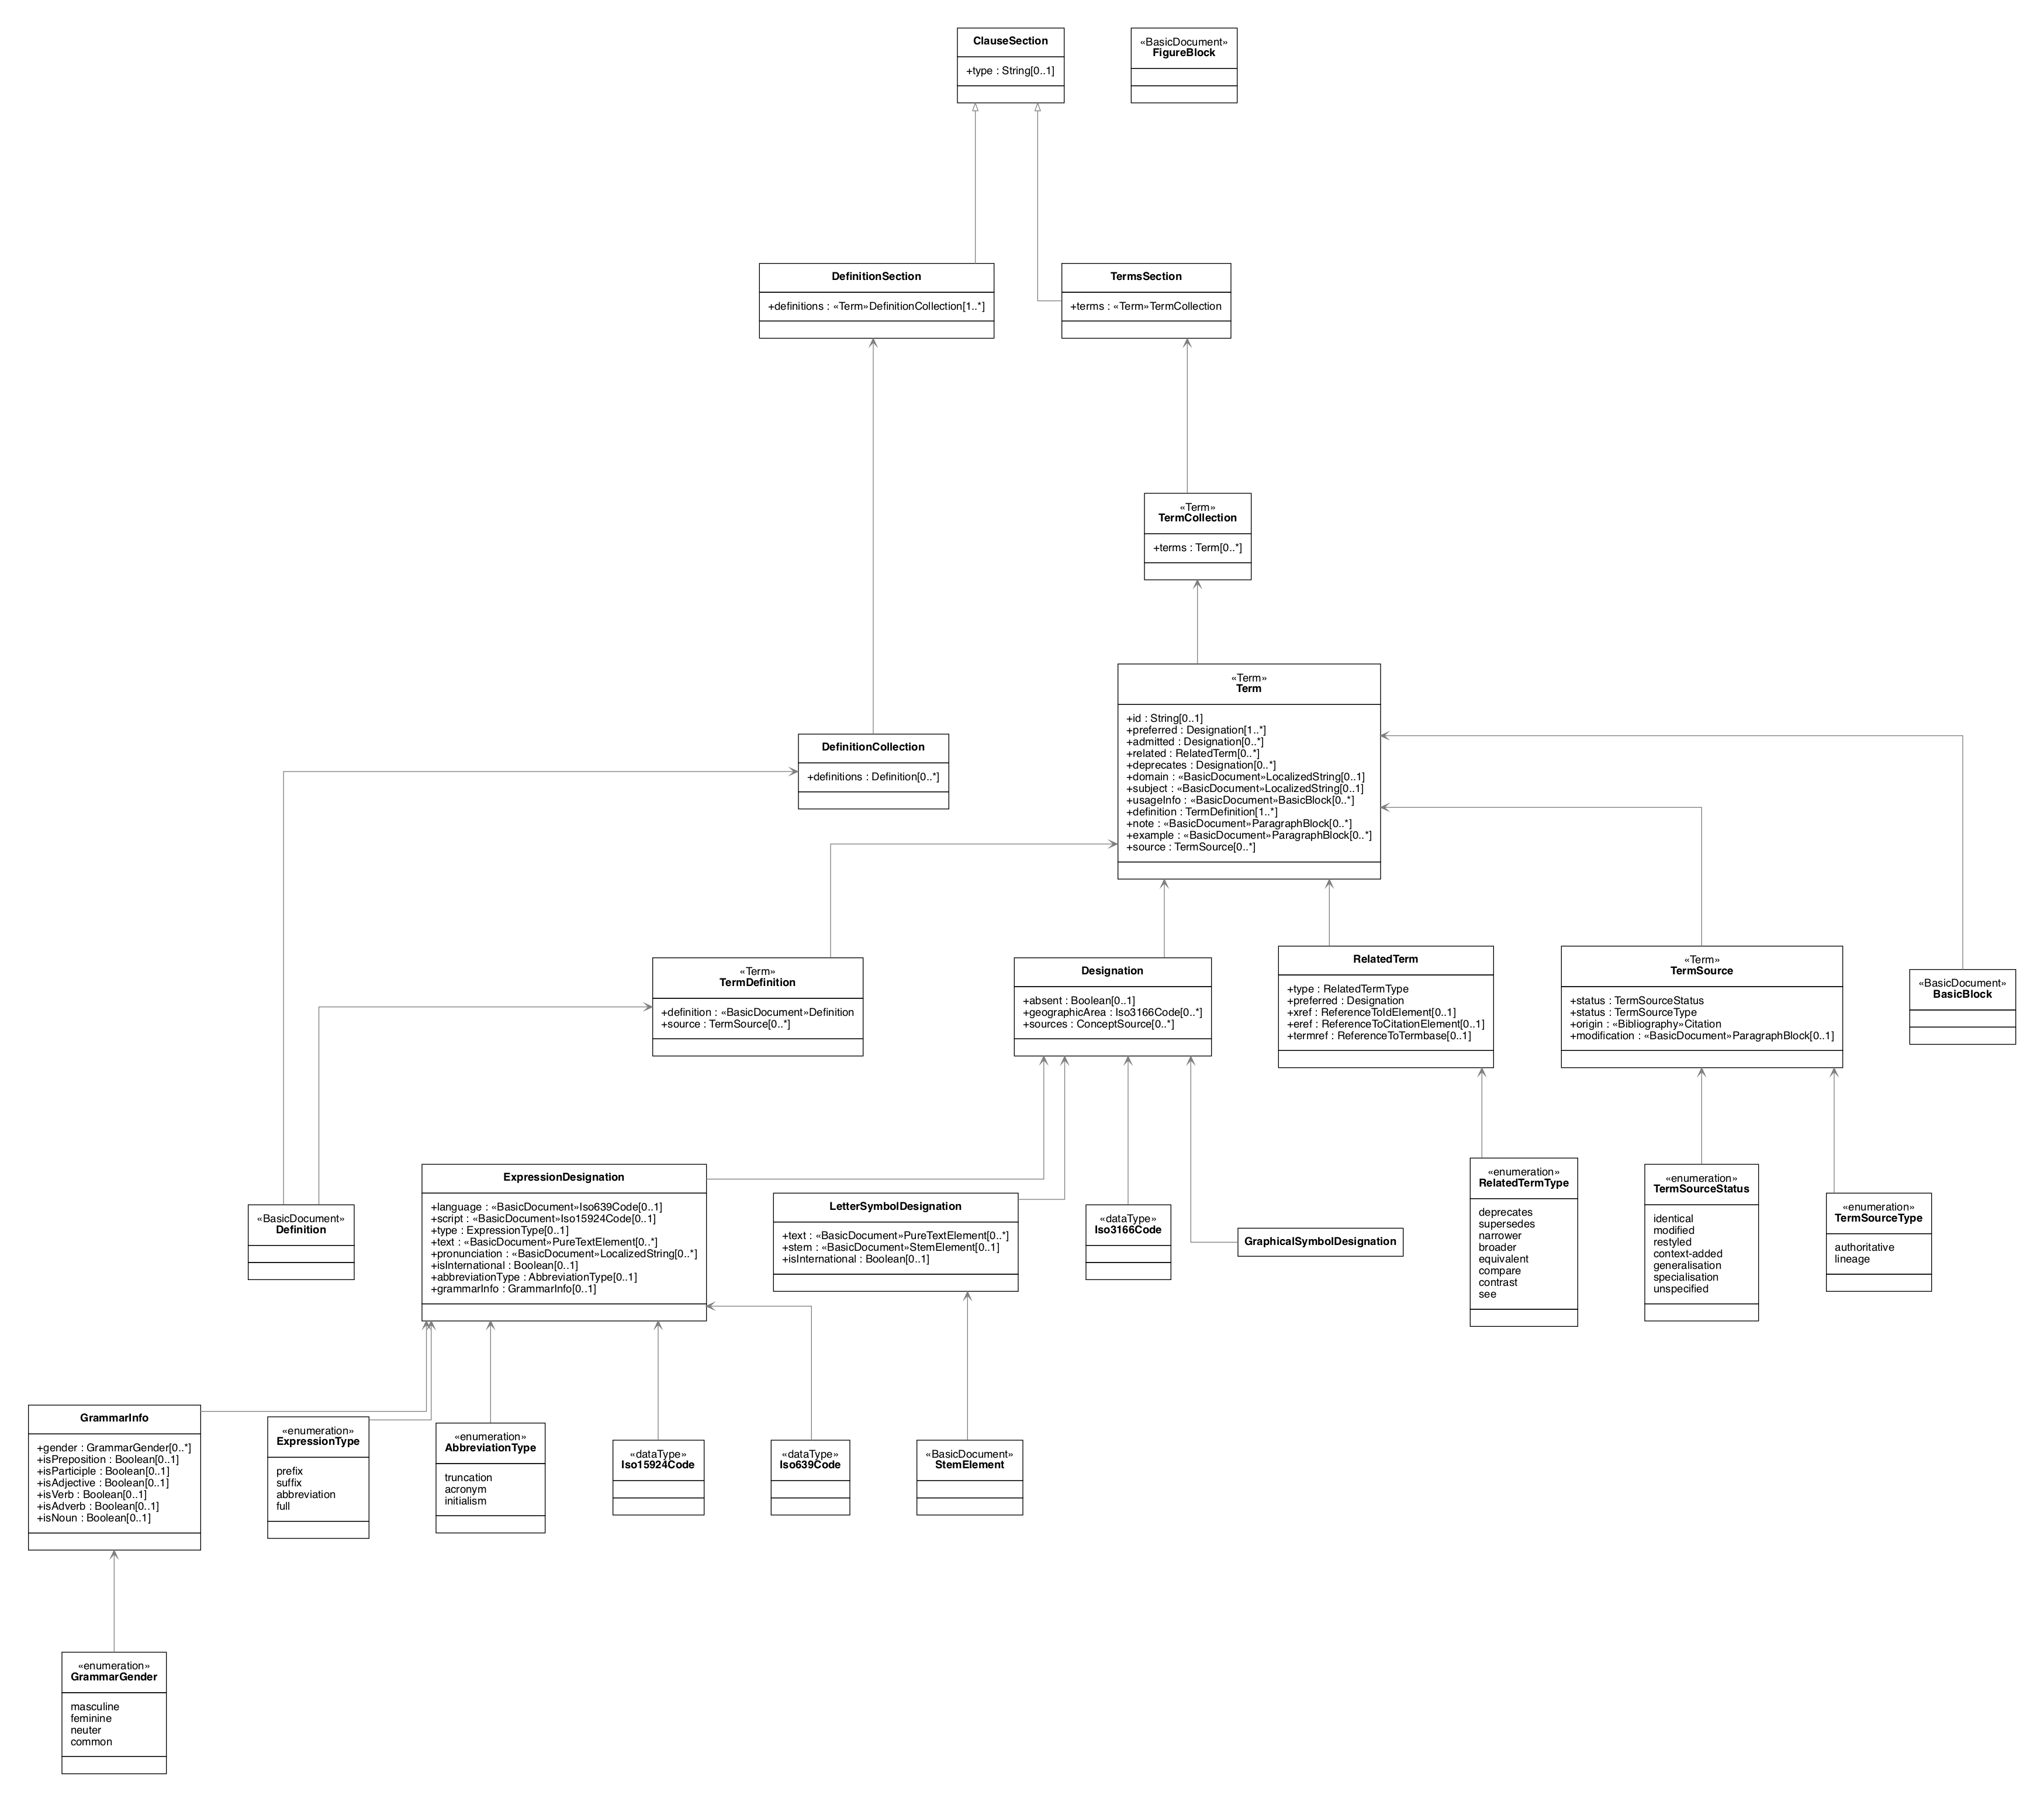 ClauseSection
+type : String[0..1]
«BasicDocument»
FigureBlock
DefinitionSection
+definitions : «Term»DefinitionCollection[1..*]
TermsSection
+terms : «Term»TermCollection
«Term»
TermCollection
+terms : Term[0..*]
«Term»
Term
+id : String[0..1]
+preferred : Designation[1..*]
+admitted : Designation[0..*]
+related : RelatedTerm[0..*]
+deprecates : Designation[0..*]
+domain : «BasicDocument»LocalizedString[0..1]
+subject : «BasicDocument»LocalizedString[0..1]
+usageInfo : «BasicDocument»BasicBlock[0..*]
+definition : TermDefinition[1..*]
+note : «BasicDocument»ParagraphBlock[0..*]
+example : «BasicDocument»ParagraphBlock[0..*]
+source : TermSource[0..*]
DefinitionCollection
+definitions : Definition[0..*]
«Term»
TermDefinition
+definition : «BasicDocument»Definition
+source : TermSource[0..*]
Designation
+absent : Boolean[0..1]
+geographicArea : Iso3166Code[0..*]
+sources : ConceptSource[0..*]
RelatedTerm
+type : RelatedTermType
+preferred : Designation
+xref : ReferenceToIdElement[0..1]
+eref : ReferenceToCitationElement[0..1]
+termref : ReferenceToTermbase[0..1]
«Term»
TermSource
+status : TermSourceStatus
+status : TermSourceType
+origin : «Bibliography»Citation
+modification : «BasicDocument»ParagraphBlock[0..1]
«BasicDocument»
BasicBlock
«BasicDocument»
Definition
ExpressionDesignation
+language : «BasicDocument»Iso639Code[0..1]
+script : «BasicDocument»Iso15924Code[0..1]
+type : ExpressionType[0..1]
+text : «BasicDocument»PureTextElement[0..*]
+pronunciation : «BasicDocument»LocalizedString[0..*]
+isInternational : Boolean[0..1]
+abbreviationType : AbbreviationType[0..1]
+grammarInfo : GrammarInfo[0..1]
LetterSymbolDesignation
+text : «BasicDocument»PureTextElement[0..*]
+stem : «BasicDocument»StemElement[0..1]
+isInternational : Boolean[0..1]
«dataType»
Iso3166Code
GraphicalSymbolDesignation
«enumeration»
RelatedTermType
deprecates
supersedes
narrower
broader
equivalent
compare
contrast
see
«enumeration»
TermSourceStatus
identical
modified
restyled
context-added
generalisation
specialisation
unspecified
«enumeration»
TermSourceType
authoritative
lineage
GrammarInfo
+gender : GrammarGender[0..*]
+isPreposition : Boolean[0..1]
+isParticiple : Boolean[0..1]
+isAdjective : Boolean[0..1]
+isVerb : Boolean[0..1]
+isAdverb : Boolean[0..1]
+isNoun : Boolean[0..1]
«enumeration»
ExpressionType
prefix
suffix
abbreviation
full
«enumeration»
AbbreviationType
truncation
acronym
initialism
«dataType»
Iso15924Code
«dataType»
Iso639Code
«BasicDocument»
StemElement
«enumeration»
GrammarGender
masculine
feminine
neuter
common